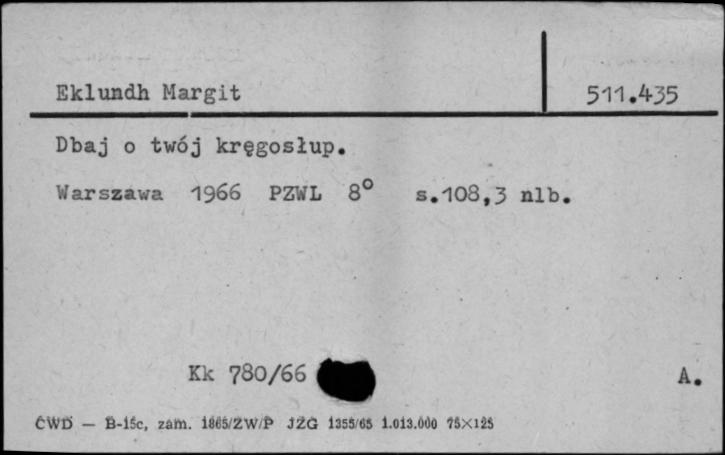 Eklundh Margit 511.435
Dbaj o twój kręgosłup.
Warszawa 1966 PZWL 8° s.108,3 nlb.
Kk 780/66 A.
CWD — B-15c, zam. 1865/ZW/P JZG 1355/65 1.013.000 75×125